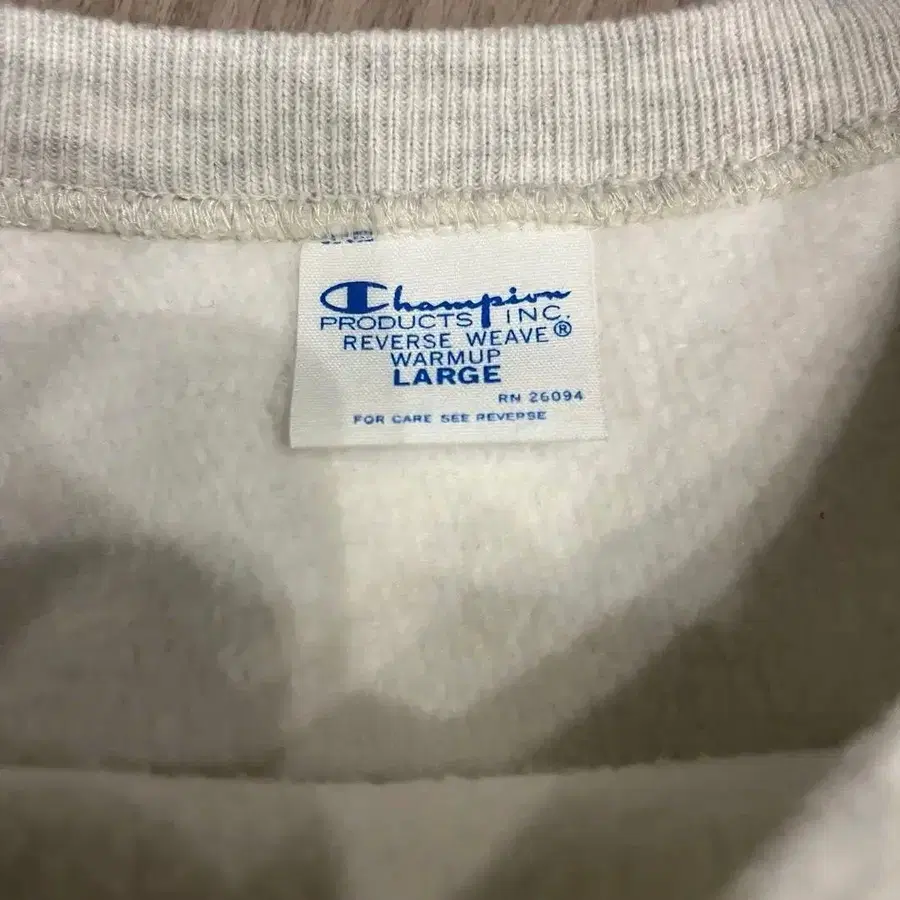 Champion
PRODUCTS INC.
REVERSE WEAVE®
WARMUP
LARGE
RN 26094
FOR CARE SEE REVERSE